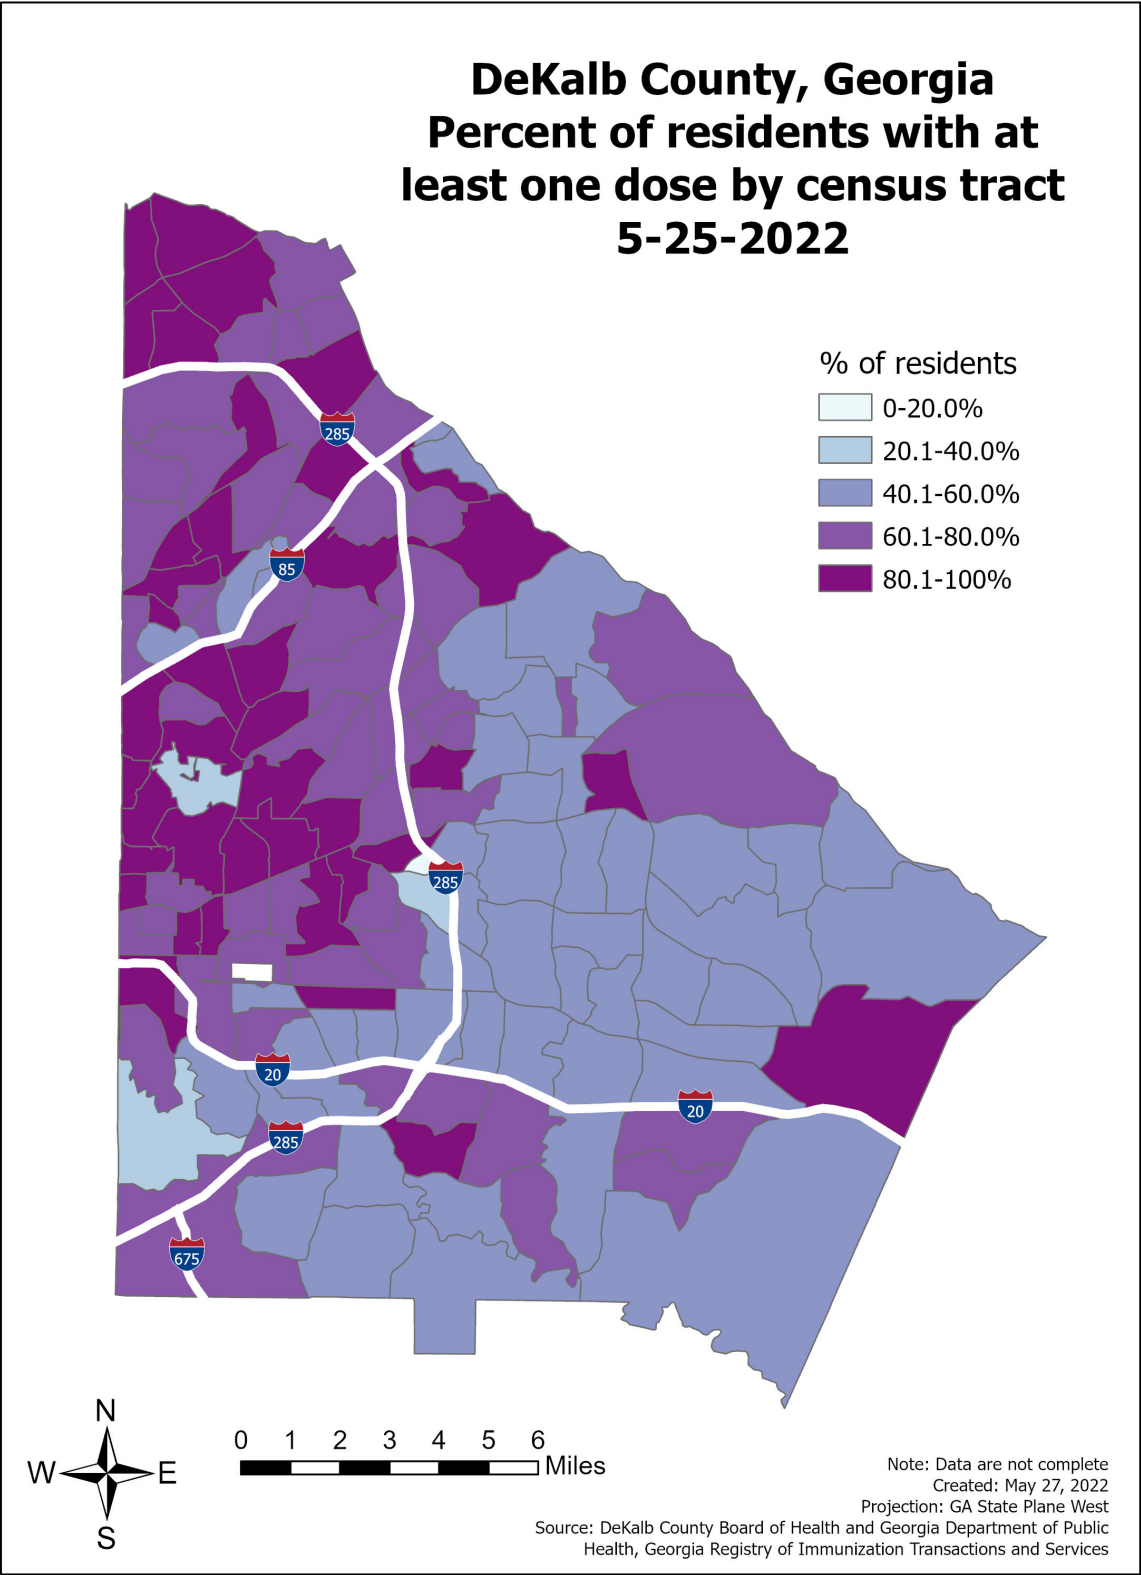 DeKalb County, Georgia
Percent of residents with at
least one dose by census tract
5-25-2022
% of residents
0-20.0%
20.1-40.0%
40.1-60.0%
60.1-80.0%
80.1-100%
285
85
285
20
20
285
675
N
W E
S
0 1 2 3 4 5 6
Miles
Note: Data are not complete
Created: May 27, 2022
Projection: GA State Plane West
Source: DeKalb County Board of Health and Georgia Department of Public
Health, Georgia Registry of Immunization Transactions and Services